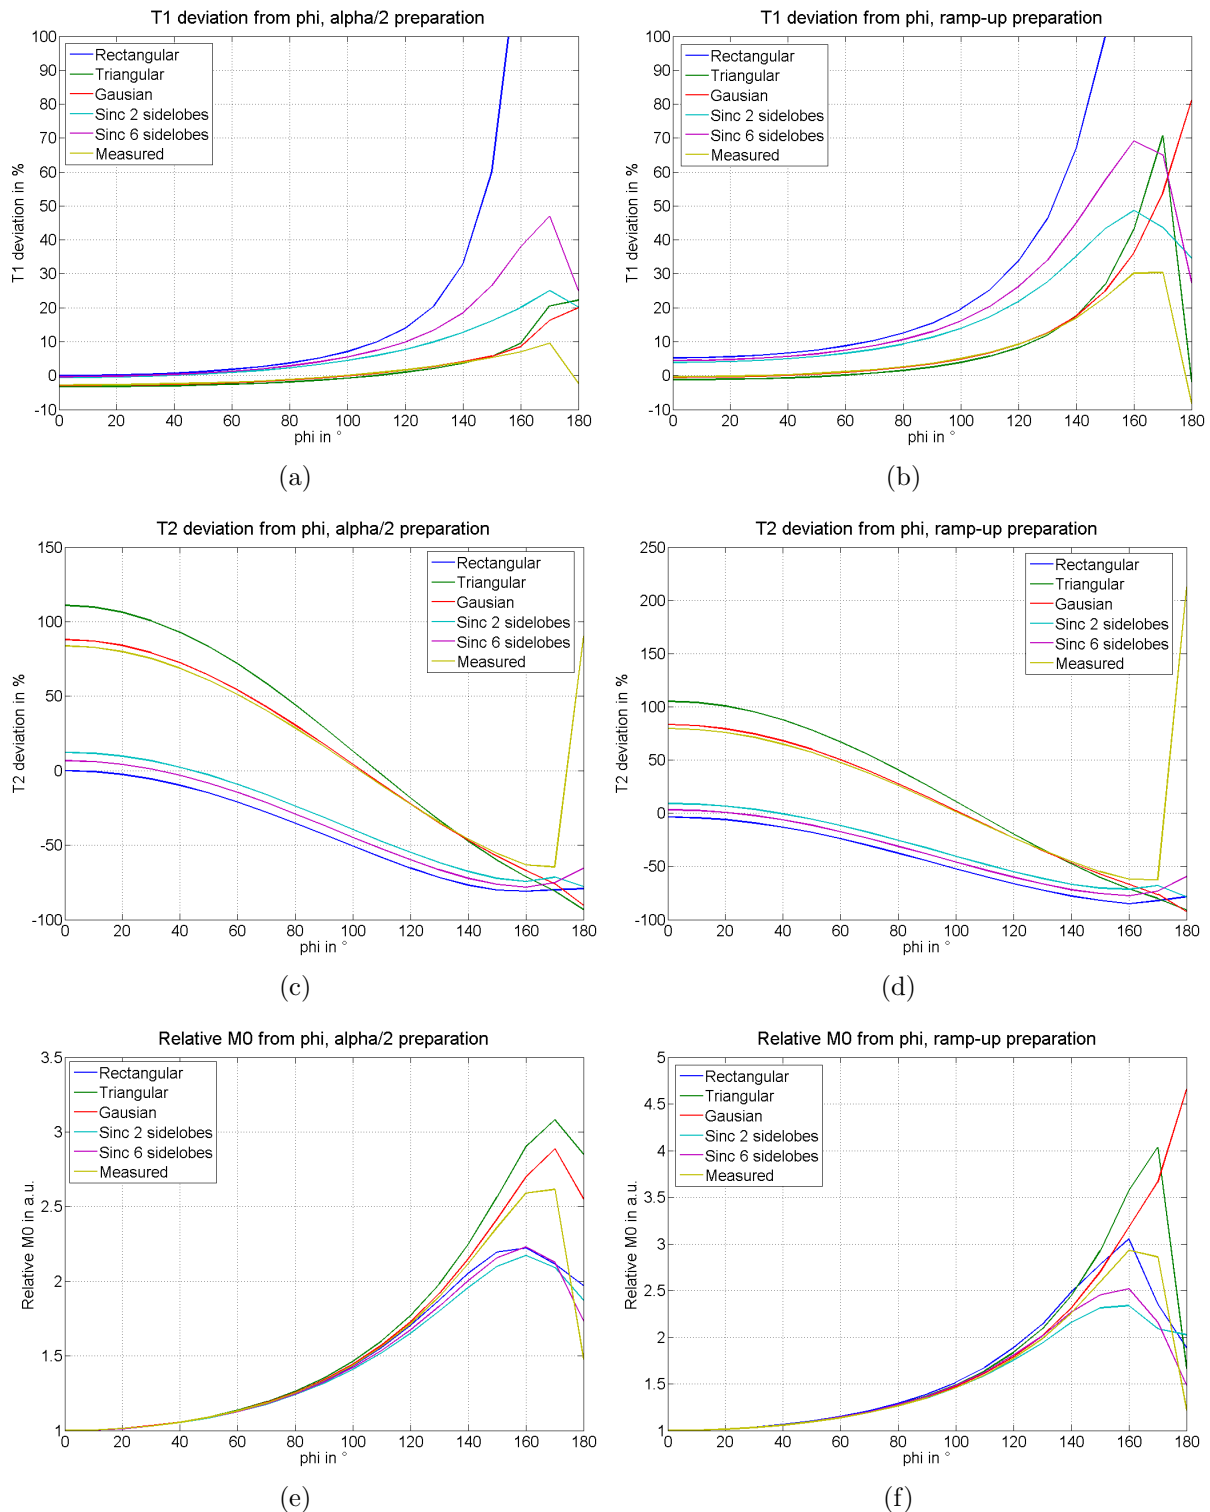 T1 deviation from phi, alpha/2 preparation
100
90
80
70
60
50
40
30
20
10
0
-10
T1 deviation in %
Rectangular
Triangular
Gausian
Sinc 2 sidelobes
Sinc 6 sidelobes
Measured
0 20 40 60 80 100 120 140 160 180
phi in °
(a)
T1 deviation from phi, ramp-up preparation
100
90
80
70
60
50
40
30
20
10
0
-10
T1 deviation in %
Rectangular
Triangular
Gausian
Sinc 2 sidelobes
Sinc 6 sidelobes
Measured
0 20 40 60 80 100 120 140 160 180
phi in °
(b)
T2 deviation from phi, alpha/2 preparation
150
100
50
0
-50
-100
T2 deviation in %
Rectangular
Triangular
Gausian
Sinc 2 sidelobes
Sinc 6 sidelobes
Measured
0 20 40 60 80 100 120 140 160 180
phi in °
(c)
T2 deviation from phi, ramp-up preparation
250
200
150
100
50
0
-50
-100
T2 deviation in %
Rectangular
Triangular
Gausian
Sinc 2 sidelobes
Sinc 6 sidelobes
Measured
0 20 40 60 80 100 120 140 160 180
phi in °
(d)
Relative M0 from phi, alpha/2 preparation
3.5
3
2.5
2
1.5
1
Relative M0 in a.u.
Rectangular
Triangular
Gausian
Sinc 2 sidelobes
Sinc 6 sidelobes
Measured
0 20 40 60 80 100 120 140 160 180
phi in °
(e)
Relative M0 from phi, ramp-up preparation
5
4.5
4
3.5
3
2.5
2
1.5
1
Relative M0 in a.u.
Rectangular
Triangular
Gausian
Sinc 2 sidelobes
Sinc 6 sidelobes
Measured
0 20 40 60 80 100 120 140 160 180
phi in °
(f)